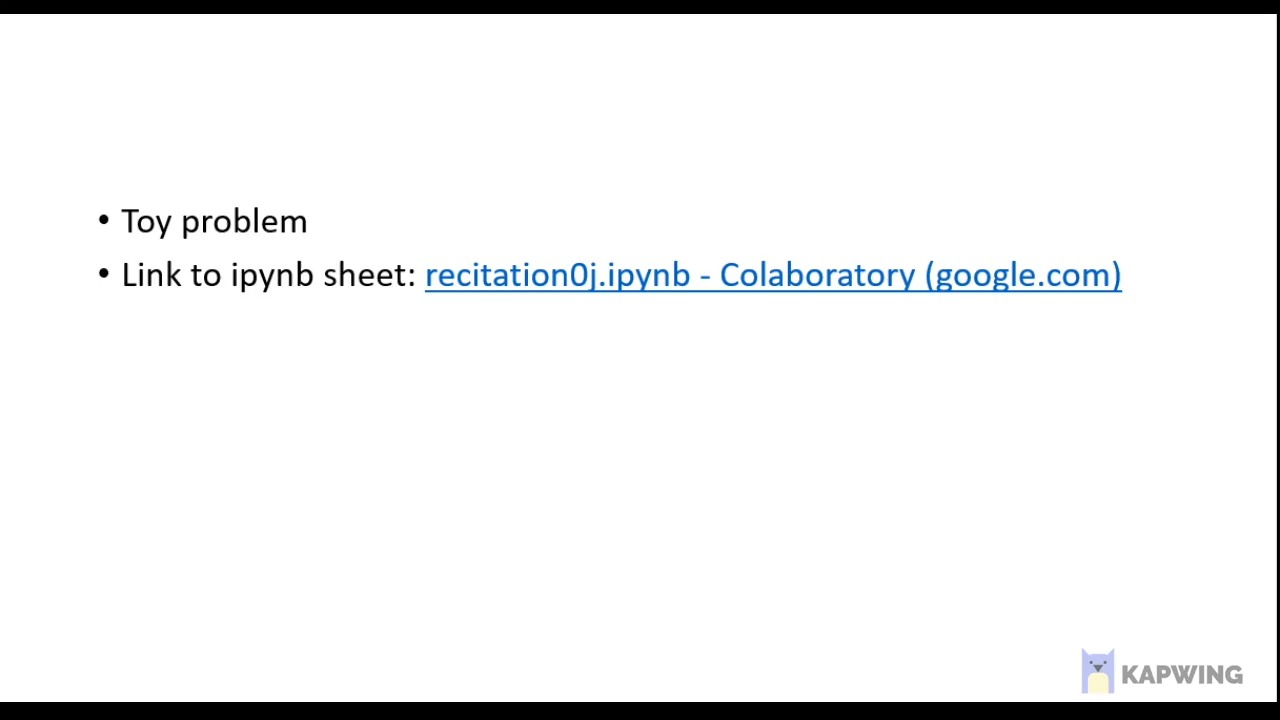 • Toy problem
• Link to ipynb sheet: recitation0j.ipynb - Colaboratory (google.com)
KAPWING